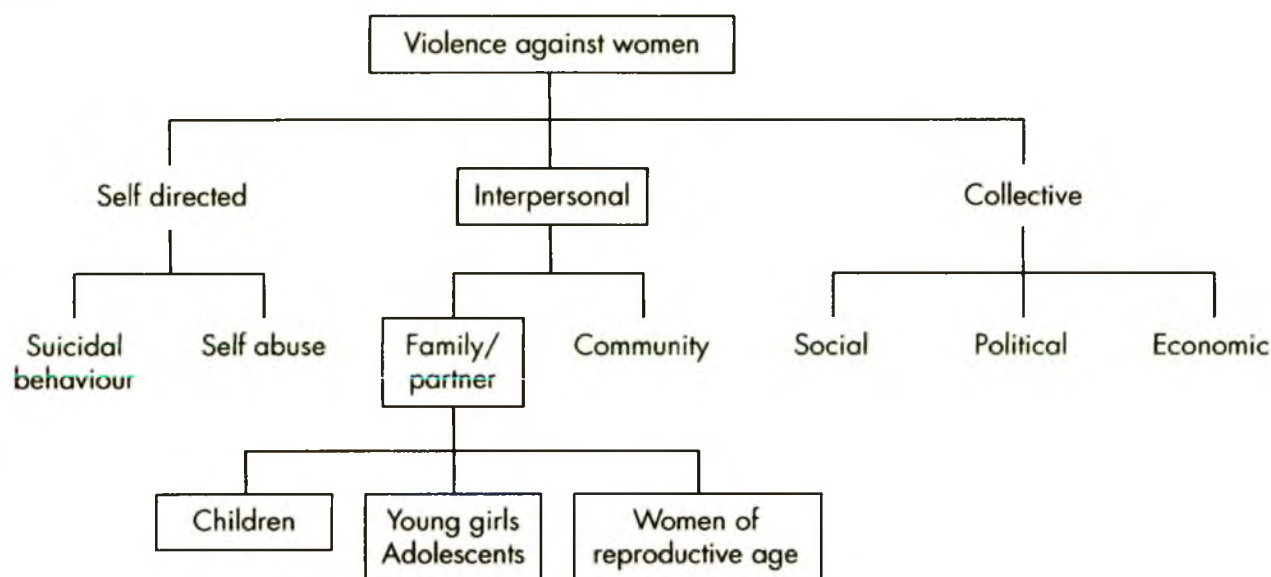 Violence against women
Self directed
Interpersonal
Collective
Suicidal
behaviour
Self abuse
Family/
partner
Community
Social
Political
Economic
Children
Young girls
Adolescents
Women of
reproductive age